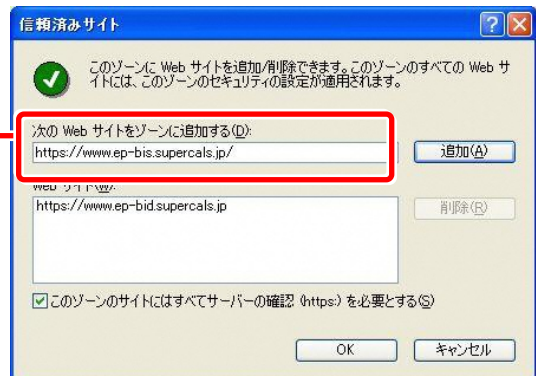 信頼済みサイト
このゾーンに Web サイトを追加/削除できます。このゾーンのすべての Web サ
イトには、このゾーンのセキュリティの設定が適用されます。
次の Web サイトをゾーンに追加する(D):
https://www.ep-bis.supercals.jp/
追加(A)
Web サイト(W):
https://www.ep-bid.supercals.jp
削除(R)
このゾーンのサイトにはすべてサーバーの確認 (https:) を必要とする(S)
OK
キャンセル